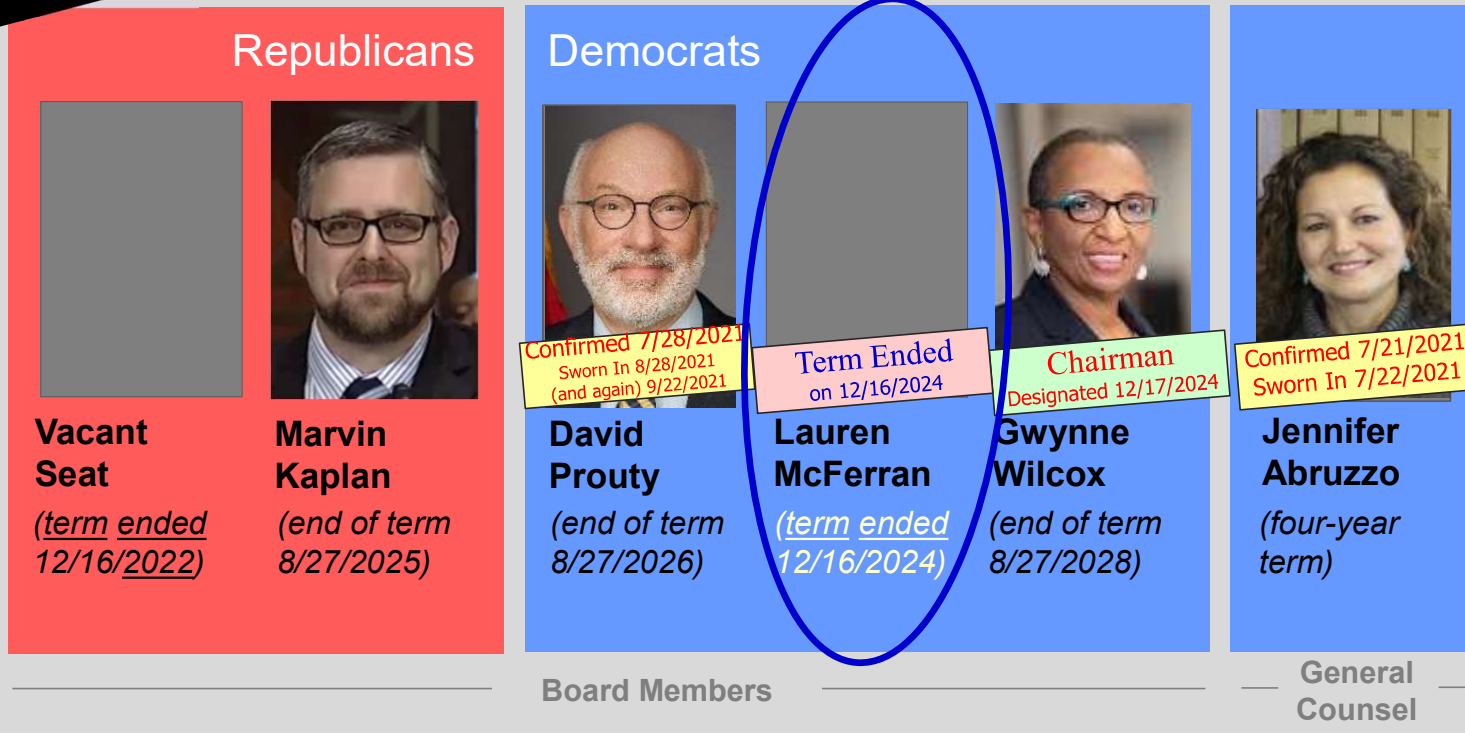 Republicans
Democrats
Confirmed 7/28/2021
Sworn In 8/28/2021
(and again) 9/22/2021
Term Ended
on 12/16/2024
Chairman
Designated 12/17/2024
Confirmed 7/21/2021
Sworn In 7/22/2021
Vacant
Seat
(term ended
12/16/2022)
Marvin
Kaplan
(end of term
8/27/2025)
David
Prouty
(end of term
8/27/2026)
Lauren
McFerran
(term ended
12/16/2024)
Gwynne
Wilcox
(end of term
8/27/2028)
Jennifer
Abruzzo
(four-year
term)
Board Members
General
Counsel